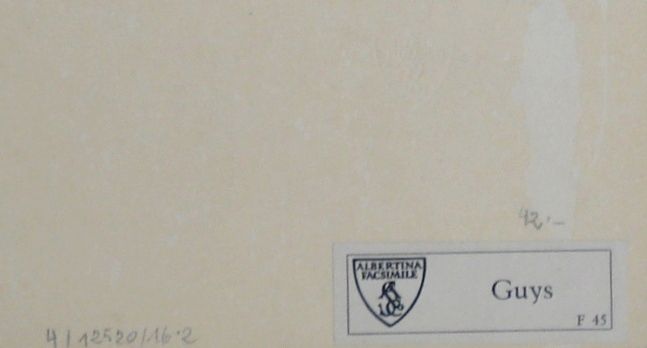 42.-
ALBERTINA
FACSIMILE
Guys
F 45
4/12520/16.2